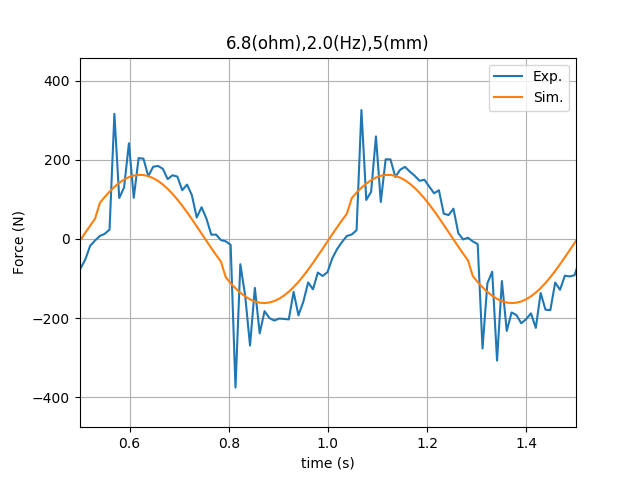 6.8(ohm),2.0(Hz),5(mm)
Exp.
Sim.
Force (N)
400
200
0
−200
−400
0.6 0.8 1.0 1.2 1.4
time (s)